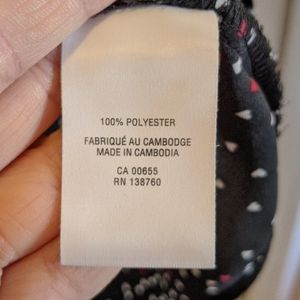 100% POLYESTER
FABRIQUÉ AU CAMBODGE
MADE IN CAMBODIA
CA 00655
RN 138760